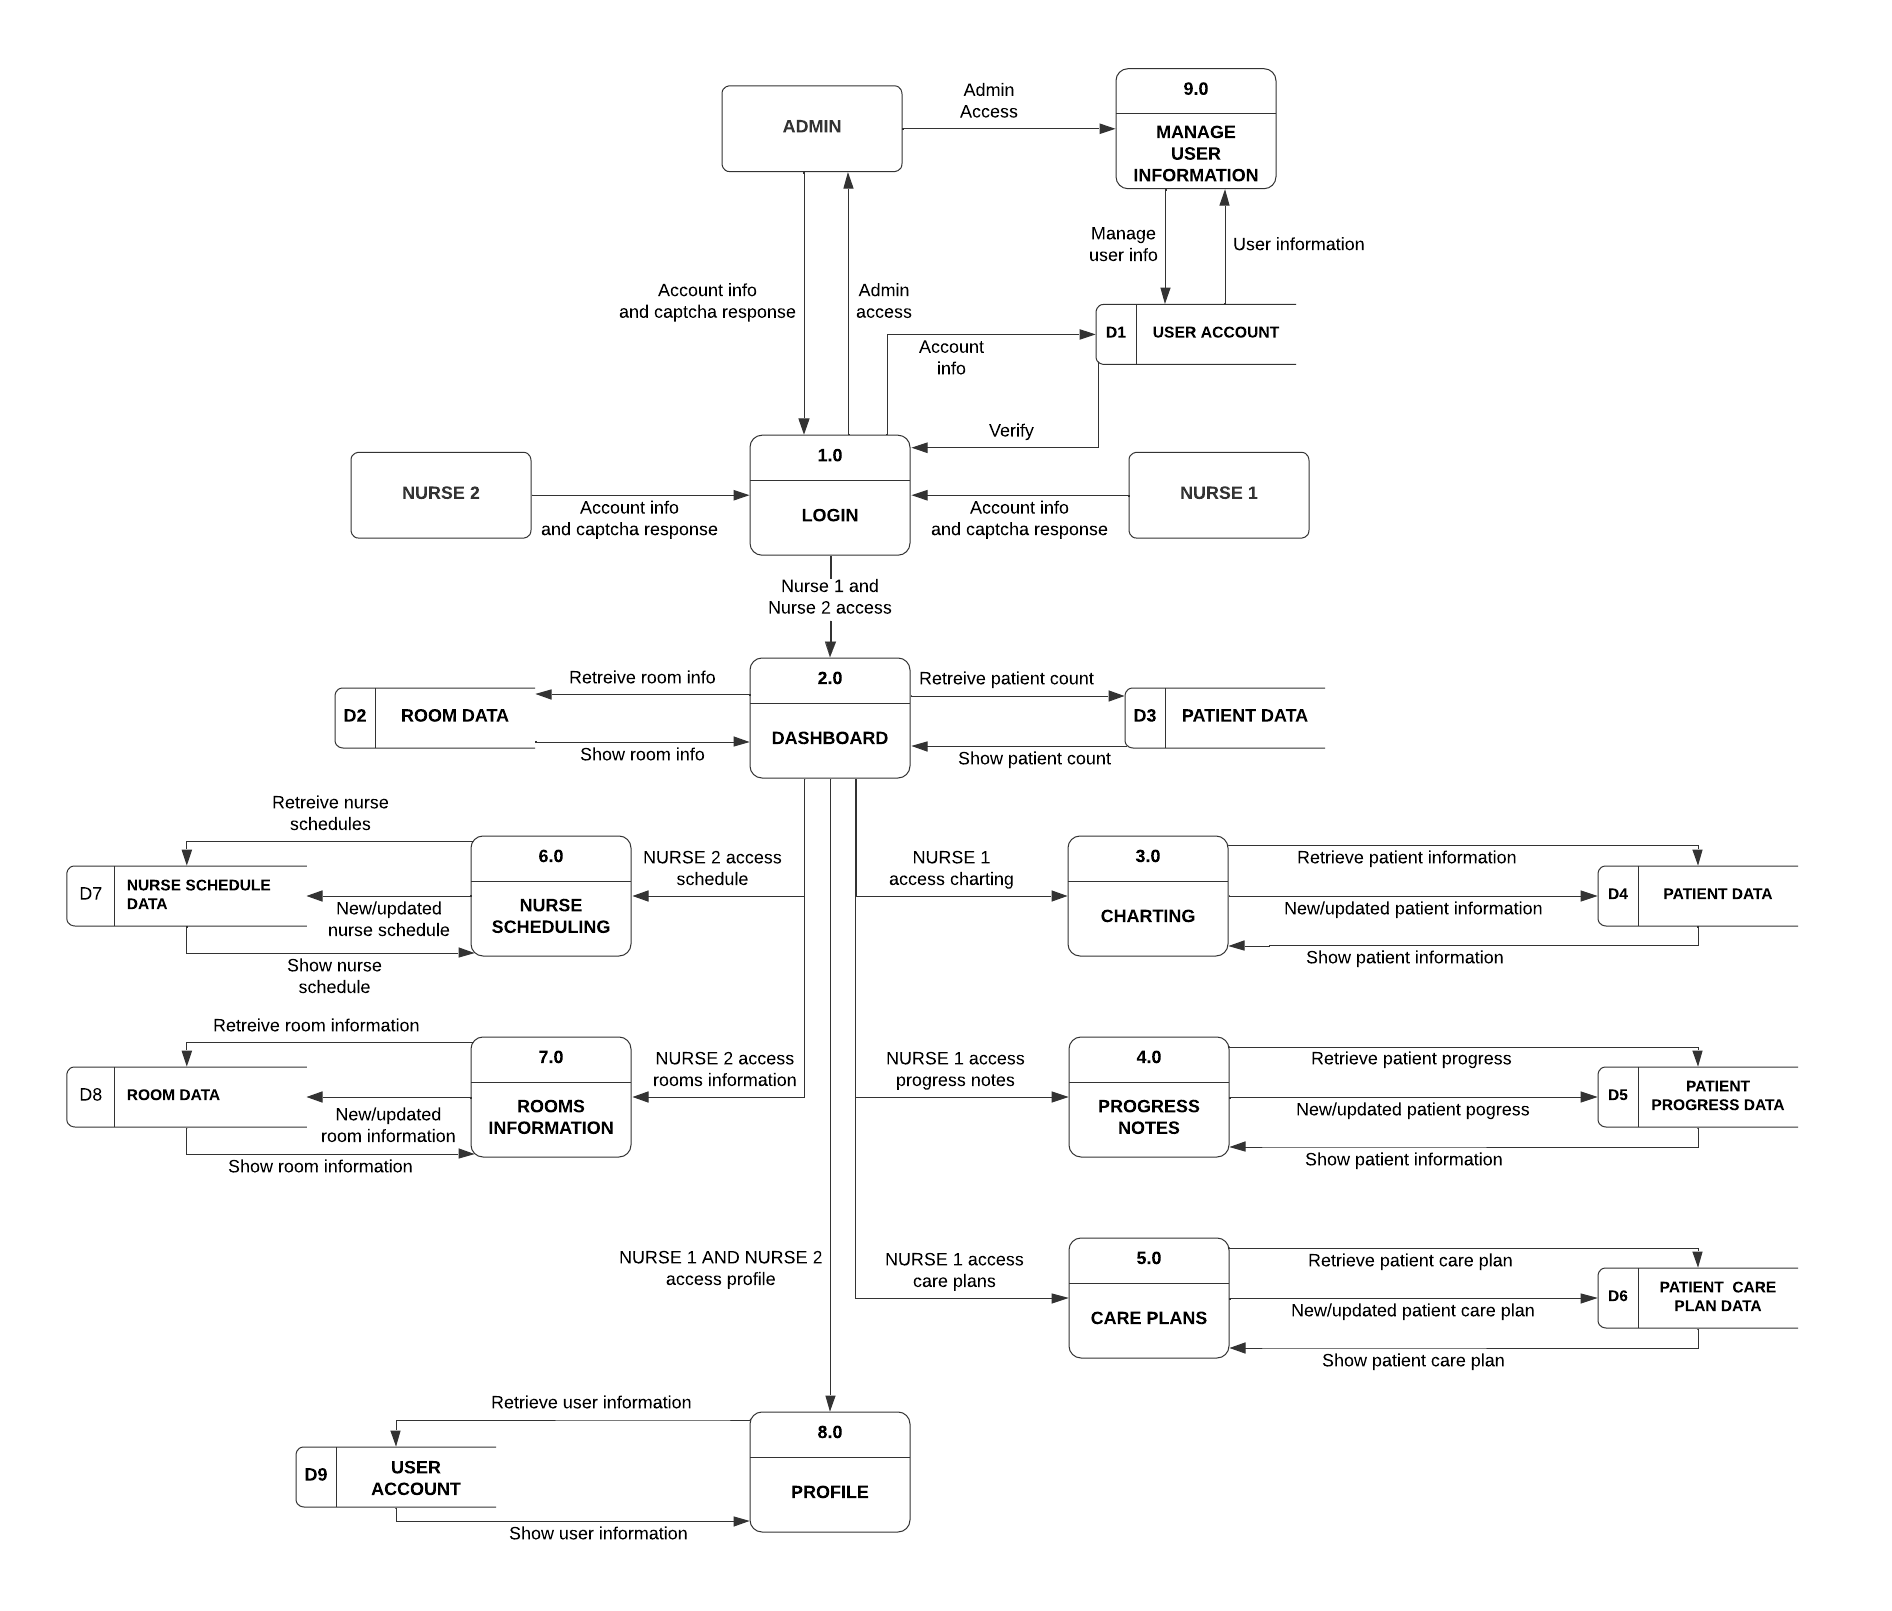 ADMIN
Admin
Access
9.0
MANAGE
USER
INFORMATION
Manage
user info
User information
Account info
and captcha response
Admin
access
D1
USER ACCOUNT
Account
info
Verify
1.0
LOGIN
NURSE 2
Account info
and captcha response
NURSE 1
Account info
and captcha response
Nurse 1 and
Nurse 2 access
2.0
DASHBOARD
Retreive room info
D2
ROOM DATA
Show room info
Retreive patient count
D3
PATIENT DATA
Show patient count
Retreive nurse
schedules
D7
NURSE SCHEDULE
DATA
New/updated
nurse schedule
Show nurse
schedule
6.0
NURSE
SCHEDULING
NURSE 2 access
schedule
NURSE 1
access charting
3.0
CHARTING
Retrieve patient information
New/updated patient information
Show patient information
D4
PATIENT DATA
Retreive room information
D8
ROOM DATA
New/updated
room information
Show room information
7.0
ROOMS
INFORMATION
NURSE 2 access
rooms information
NURSE 1 access
progress notes
4.0
PROGRESS
NOTES
Retrieve patient progress
New/updated patient pogress
Show patient information
D5
PATIENT
PROGRESS DATA
NURSE 1 AND NURSE 2
access profile
NURSE 1 access
care plans
5.0
CARE PLANS
Retrieve patient care plan
New/updated patient care plan
Show patient care plan
D6
PATIENT CARE
PLAN DATA
Retrieve user information
D9
USER
ACCOUNT
Show user information
8.0
PROFILE